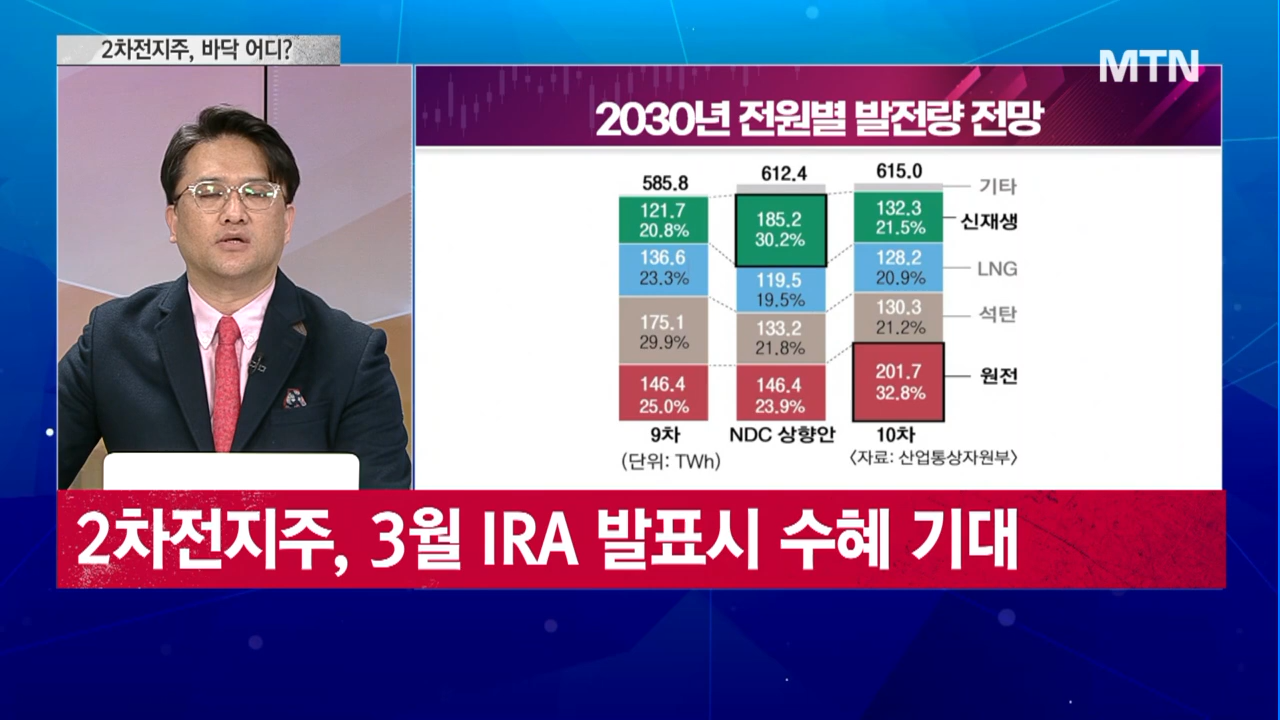 2차전지주, 바닥 어디?
MTN
2030년 전원별 발전량 전망
585.8
612.4
615.0
기타
121.7
20.8%
185.2
30.2%
132.3
21.5%
신재생
136.6
23.3%
119.5
19.5%
128.2
20.9%
LNG
175.1
29.9%
133.2
21.8%
130.3
21.2%
석탄
146.4
25.0%
146.4
23.9%
201.7
32.8%
원전
9차
NDC 상향안
10차
(단위: TWh)
〈자료: 산업통상자원부〉
2차전지주, 3월 IRA 발표시 수혜 기대